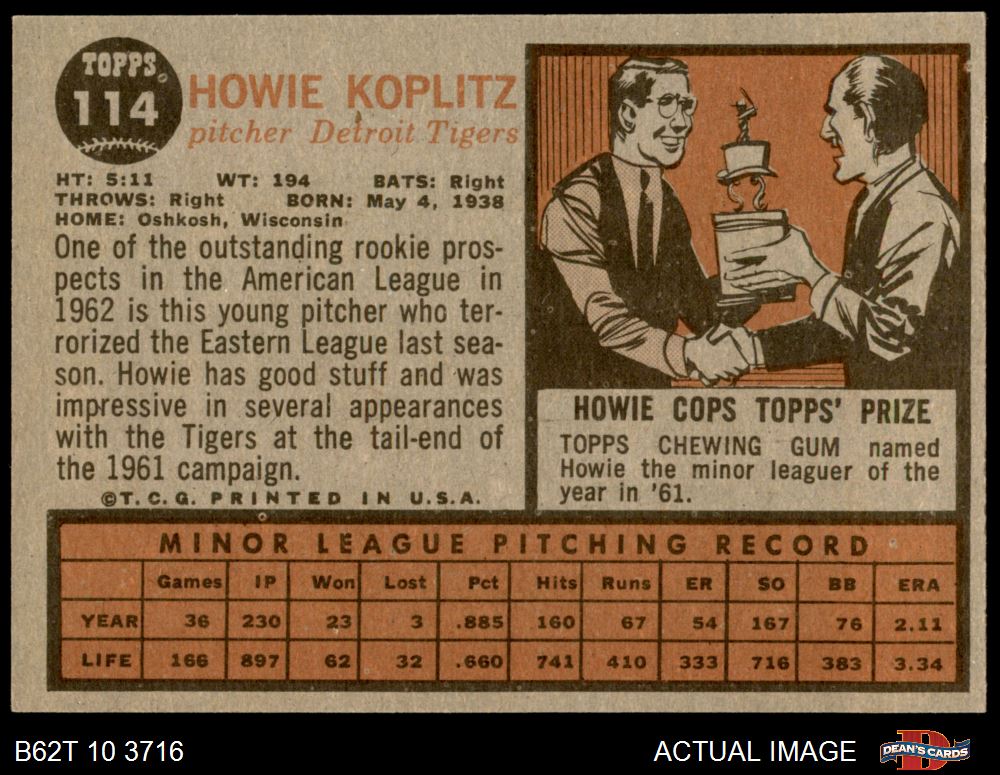 TOPPS
114
HOWIE KOPLITZ
pitcher Detroit Tigers
HT: 5:11 WT: 194 BATS: Right
THROWS: Right BORN: May 4, 1938
HOME: Oshkosh, Wisconsin
One of the outstanding rookie pros-
pects in the American League in
1962 is this young pitcher who ter-
rorized the Eastern League last sea-
son. Howie has good stuff and was
impressive in several appearances
with the Tigers at the tail-end of
the 1961 campaign.
©T.C.G. PRINTED IN U.S.A.
HOWIE COPS TOPPS' PRIZE
TOPPS CHEWING GUM named
Howie the minor leaguer of the
year in '61.
MINOR LEAGUE PITCHING RECORD
Games IP Won Lost Pct Hits Runs ER SO BB ERA
YEAR 36 230 23 3 .885 160 67 54 167 76 2.11
LIFE 166 897 62 32 .660 741 410 333 716 383 3.34
B62T 10 3716
ACTUAL IMAGE
D
DEAN'S CARDS